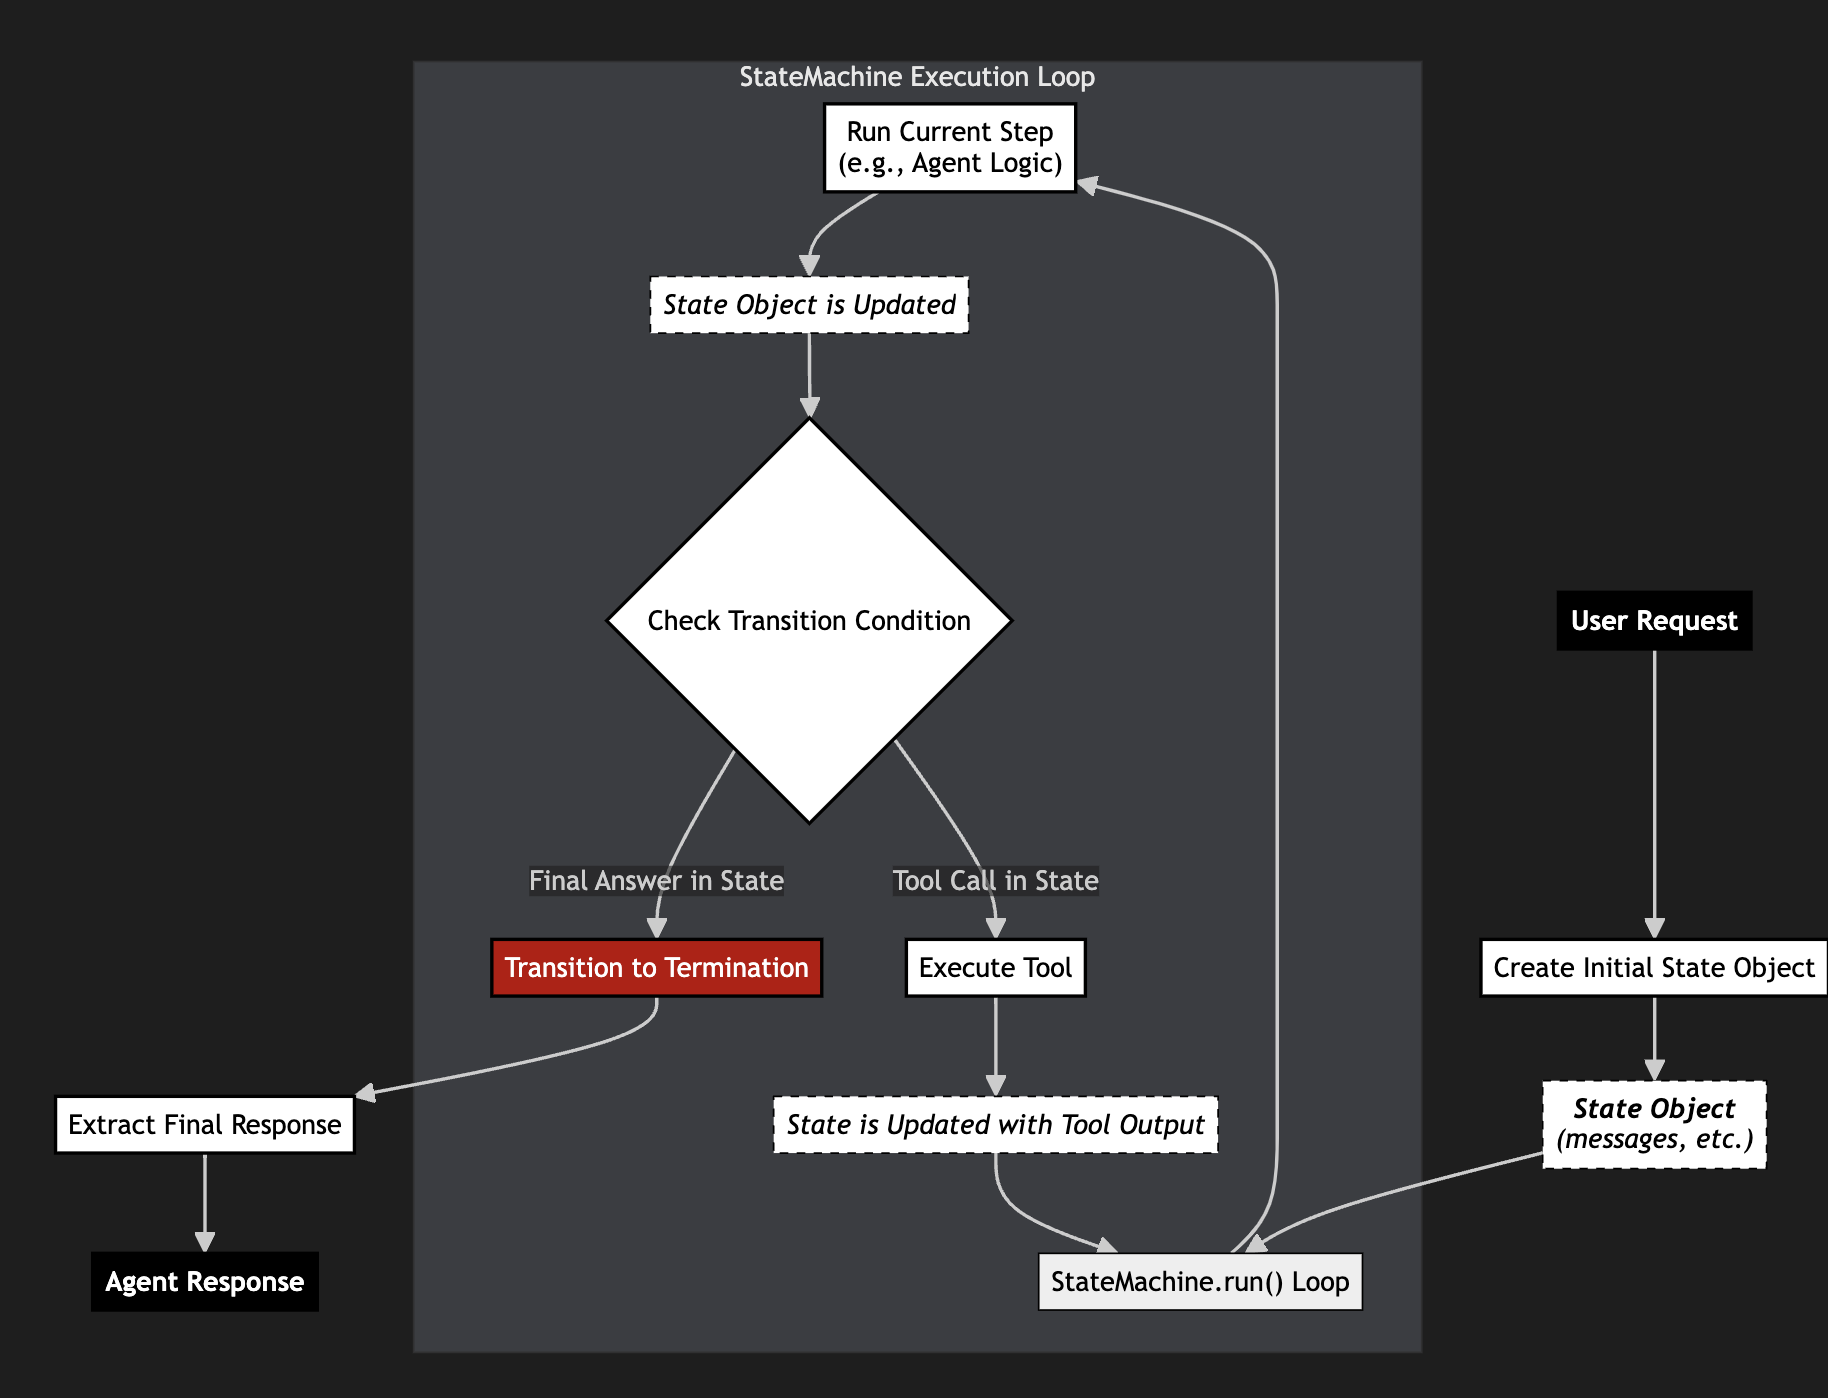 StateMachine Execution Loop
Run Current Step
(e.g., Agent Logic)
State Object is Updated
Check Transition Condition
User Request
Final Answer in State
Tool Call in State
Transition to Termination
Execute Tool
Create Initial State Object
Extract Final Response
State is Updated with Tool Output
State Object
(messages, etc.)
Agent Response
StateMachine.run() Loop